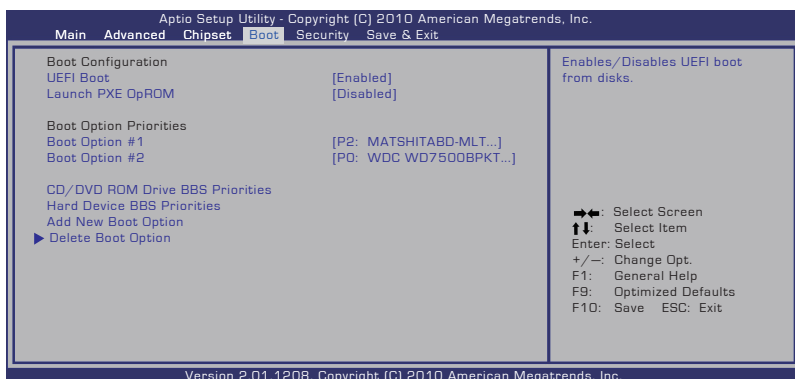 Aptio Setup Utility - Copyright (C) 2010 American Megatrends, Inc.
Main Advanced Chipset Boot Security Save & Exit
Boot Configuration
UEFI Boot [Enabled]
Launch PXE OpROM [Disabled]
Boot Option Priorities
Boot Option #1 [P2: MATSHITABD-MLT...]
Boot Option #2 [P0: WDC WD7500BPKT...]
CD/DVD ROM Drive BBS Priorities
Hard Device BBS Priorities
Add New Boot Option
Delete Boot Option
Enables/Disables UEFI boot
from disks.
→←: Select Screen
↑↓: Select Item
Enter: Select
+/—: Change Opt.
F1: General Help
F9: Optimized Defaults
F10: Save ESC: Exit
Version 2.01.1208. Copyright (C) 2010 American Megatrends, Inc.